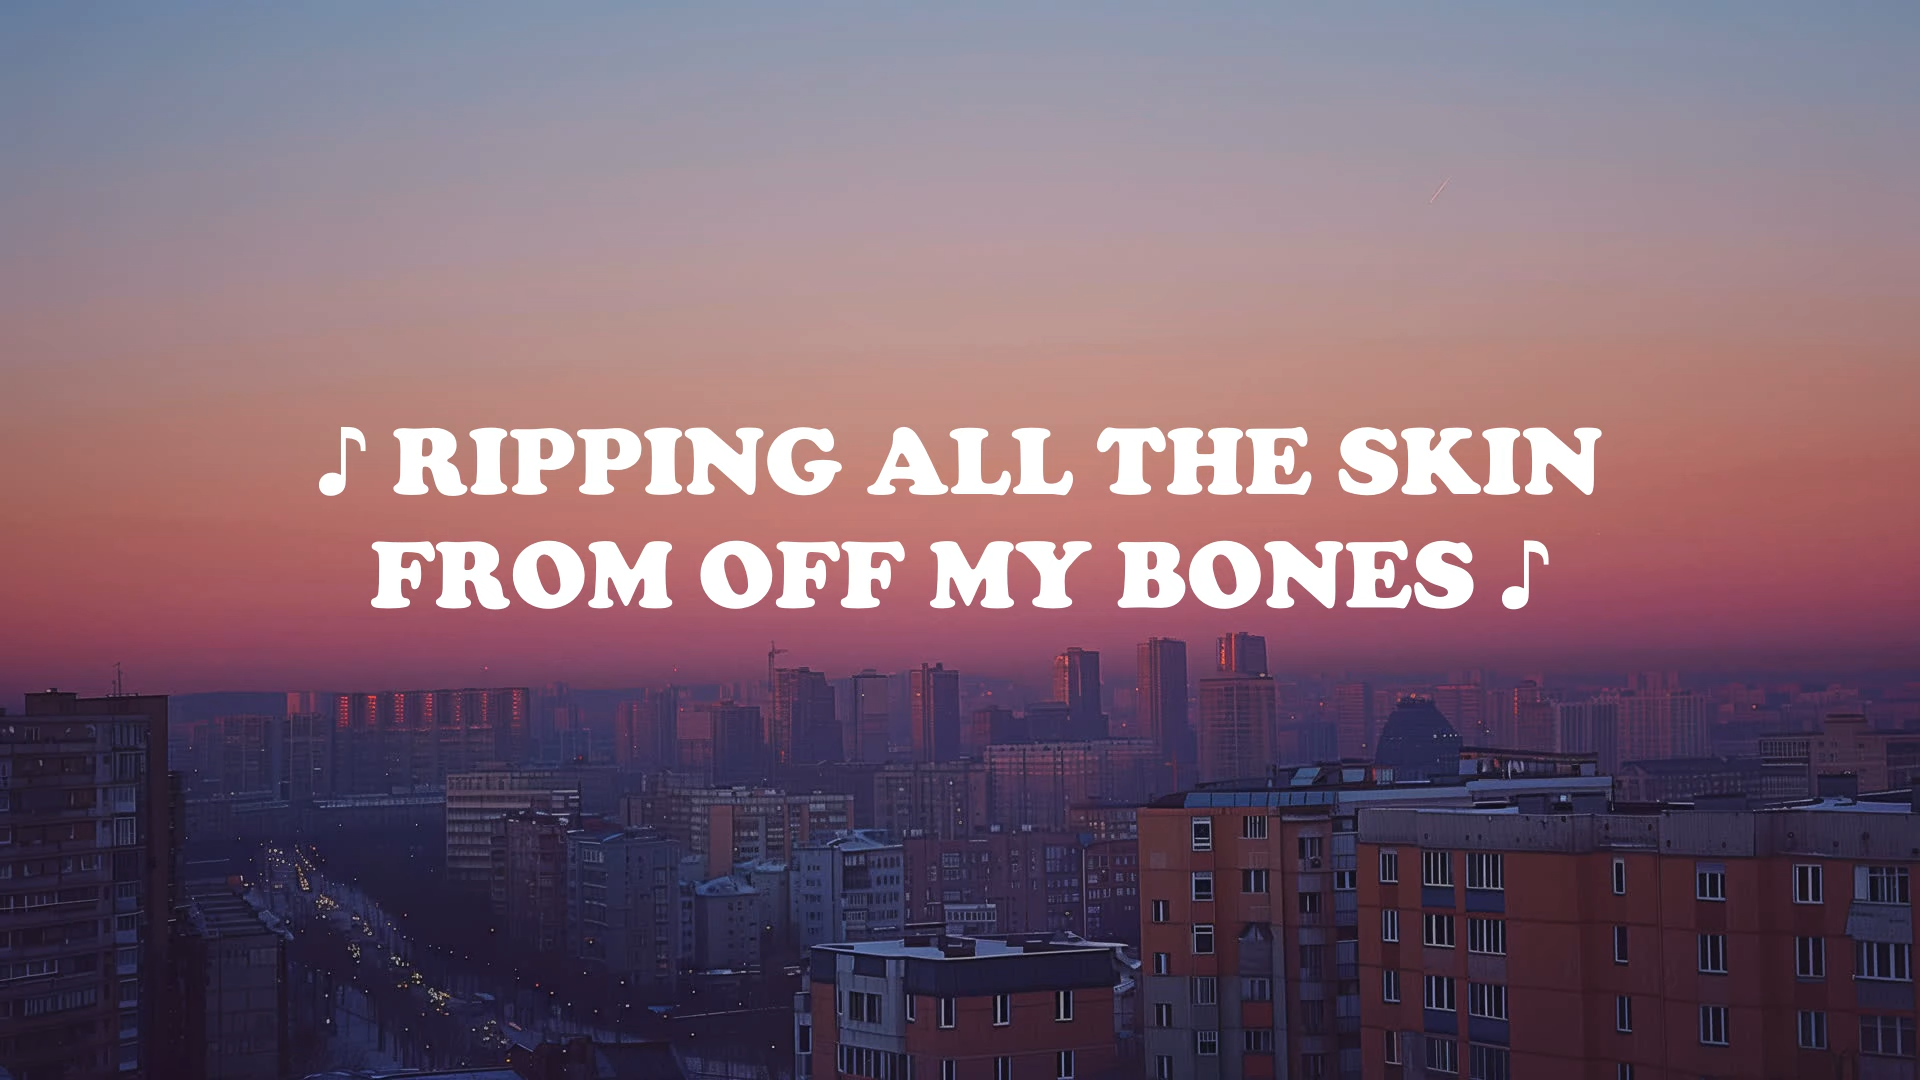 ♪ RIPPING ALL THE SKIN
FROM OFF MY BONES ♪